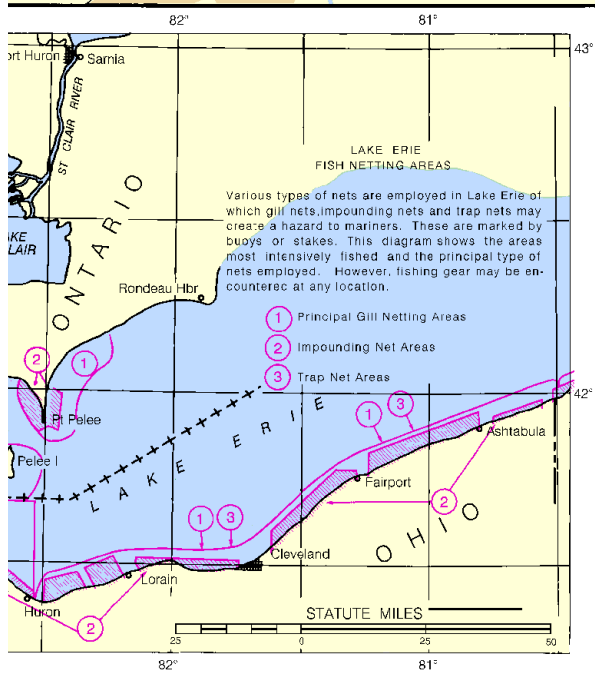 82°
81°
43°
ort Huron
Sarnia
ST CLAIR RIVER
LAKE ERIE
FISH NETTING AREAS
Various types of nets are employed in Lake Erie of
which gill nets,impounding nets and trap nets may
create a hazard to mariners. These are marked by
buoys or stakes. This diagram shows the areas
most intensively fished and the principal type of
nets employed. However, fishing gear may be en-
countered at any location.
AKE
CLAIR
ONTARIO
Rondeau Hbr
1 Principal Gill Netting Areas
2 Impounding Net Areas
3 Trap Net Areas
2
1
42°
Pt Pelee
1
3
LAKE ERIE
Ashtabula
Pelee I
Fairport
2
1
3
OHIO
Cleveland
Lorain
Huron
2
STATUTE MILES
25
0
25
50
82°
81°